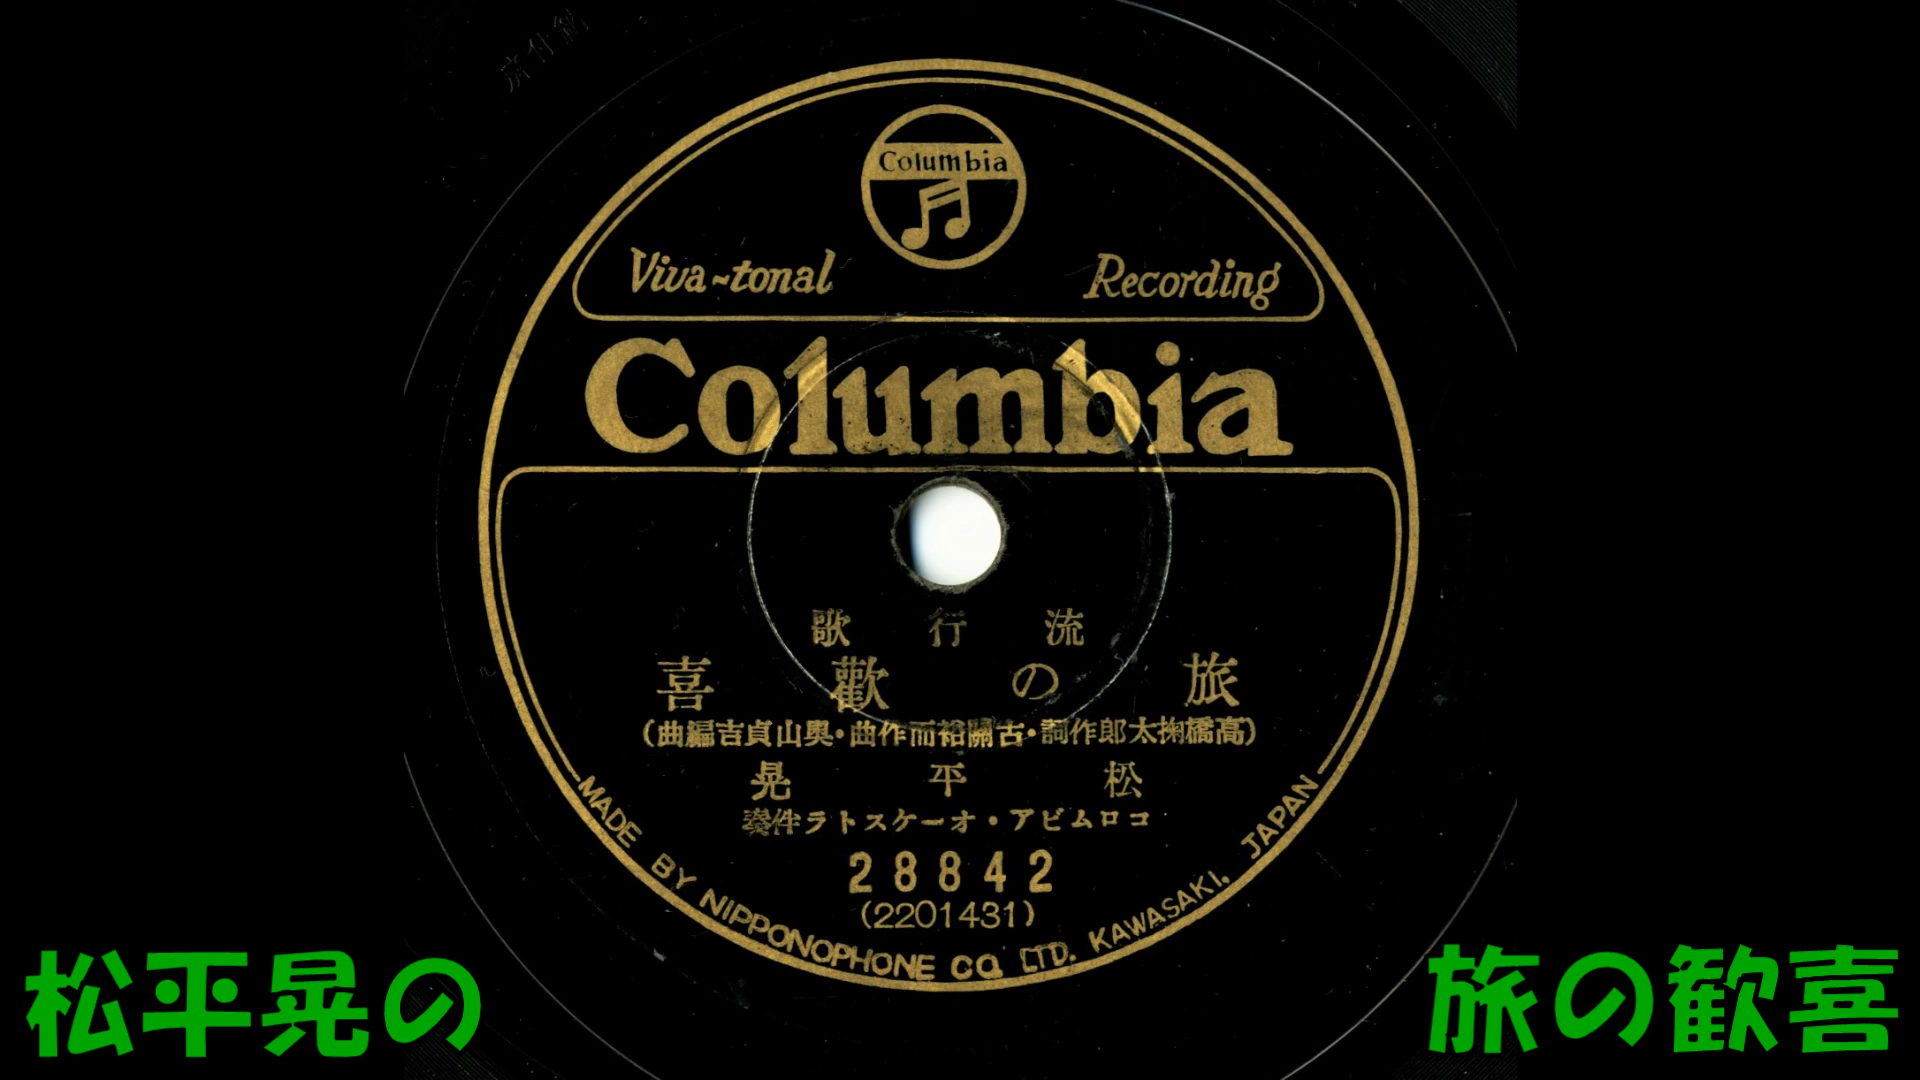 Columbia
Viva-tonal Recording
Columbia
流行歌
旅の歡喜
(高橋掬太郎作詞・古關裕而作曲・奥山貞吉編曲)
松平晃
コロムビア・オーケストラ伴奏
28842
(2201431)
MADE BY NIPPONOPHONE CO. LTD. KAWASAKI. JAPAN
松平晃の
旅の歓喜